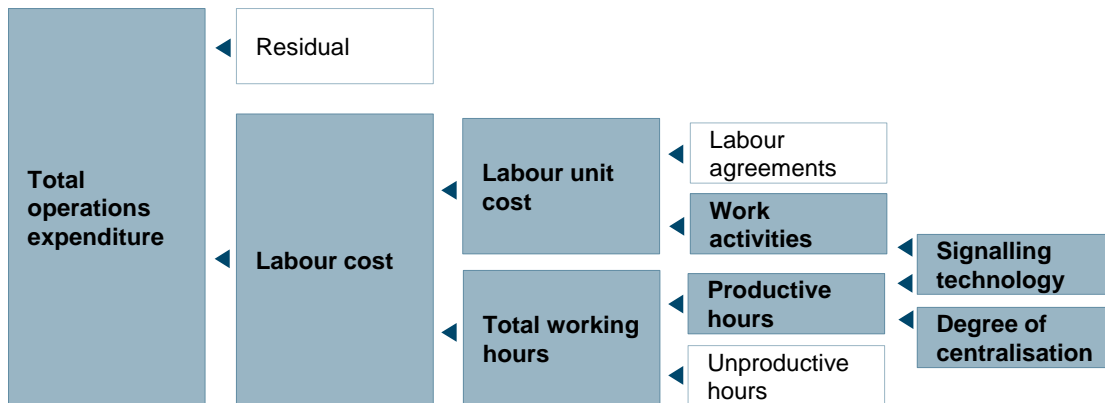 Residual
Total
operations
expenditure
Labour cost
Labour unit
cost
Labour
agreements
Work
activities
Total working
hours
Productive
hours
Unproductive
hours
Signalling
technology
Degree of
centralisation